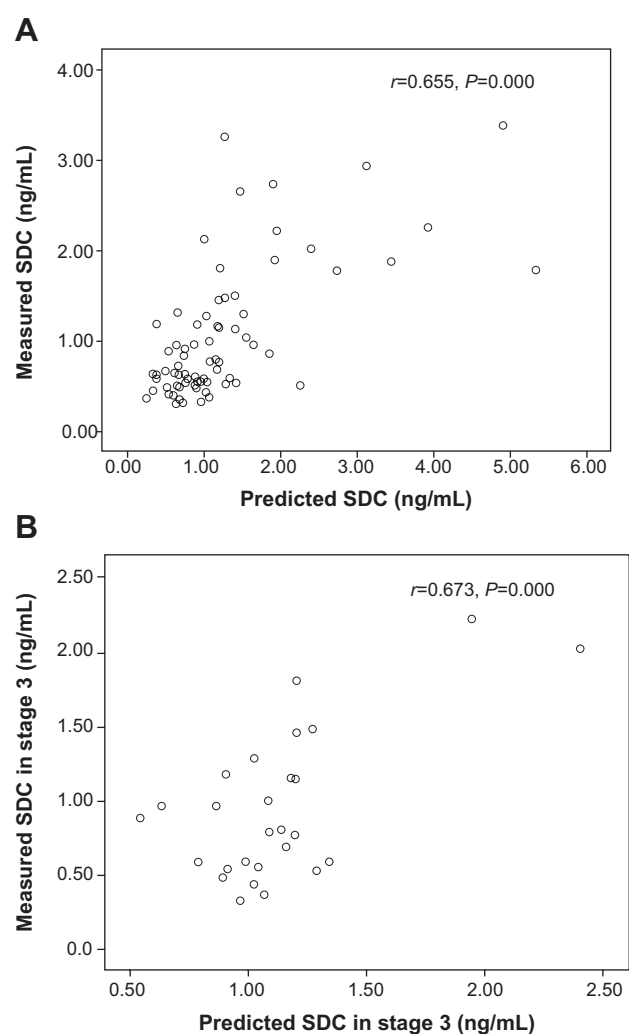 A
r=0.655, P=0.000
4.00
3.00
2.00
1.00
0.00
Measured SDC (ng/mL)
0.00 1.00 2.00 3.00 4.00 5.00 6.00
Predicted SDC (ng/mL)
B
r=0.673, P=0.000
2.50
2.00
1.50
1.00
0.50
0.0
Measured SDC in stage 3 (ng/mL)
0.50 1.00 1.50 2.00 2.50
Predicted SDC in stage 3 (ng/mL)